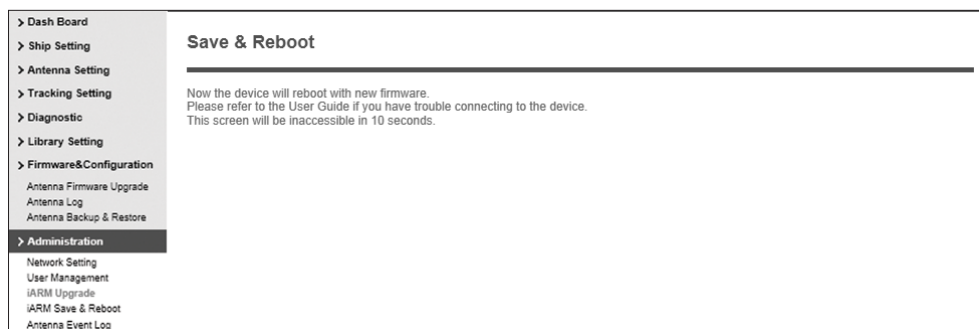 > Dash Board
> Ship Setting
> Antenna Setting
> Tracking Setting
> Diagnostic
> Library Setting
> Firmware&Configuration
Antenna Firmware Upgrade
Antenna Log
Antenna Backup & Restore
> Administration
Network Setting
User Management
iARM Upgrade
iARM Save & Reboot
Antenna Event Log
Save & Reboot
Now the device will reboot with new firmware.
Please refer to the User Guide if you have trouble connecting to the device.
This screen will be inaccessible in 10 seconds.